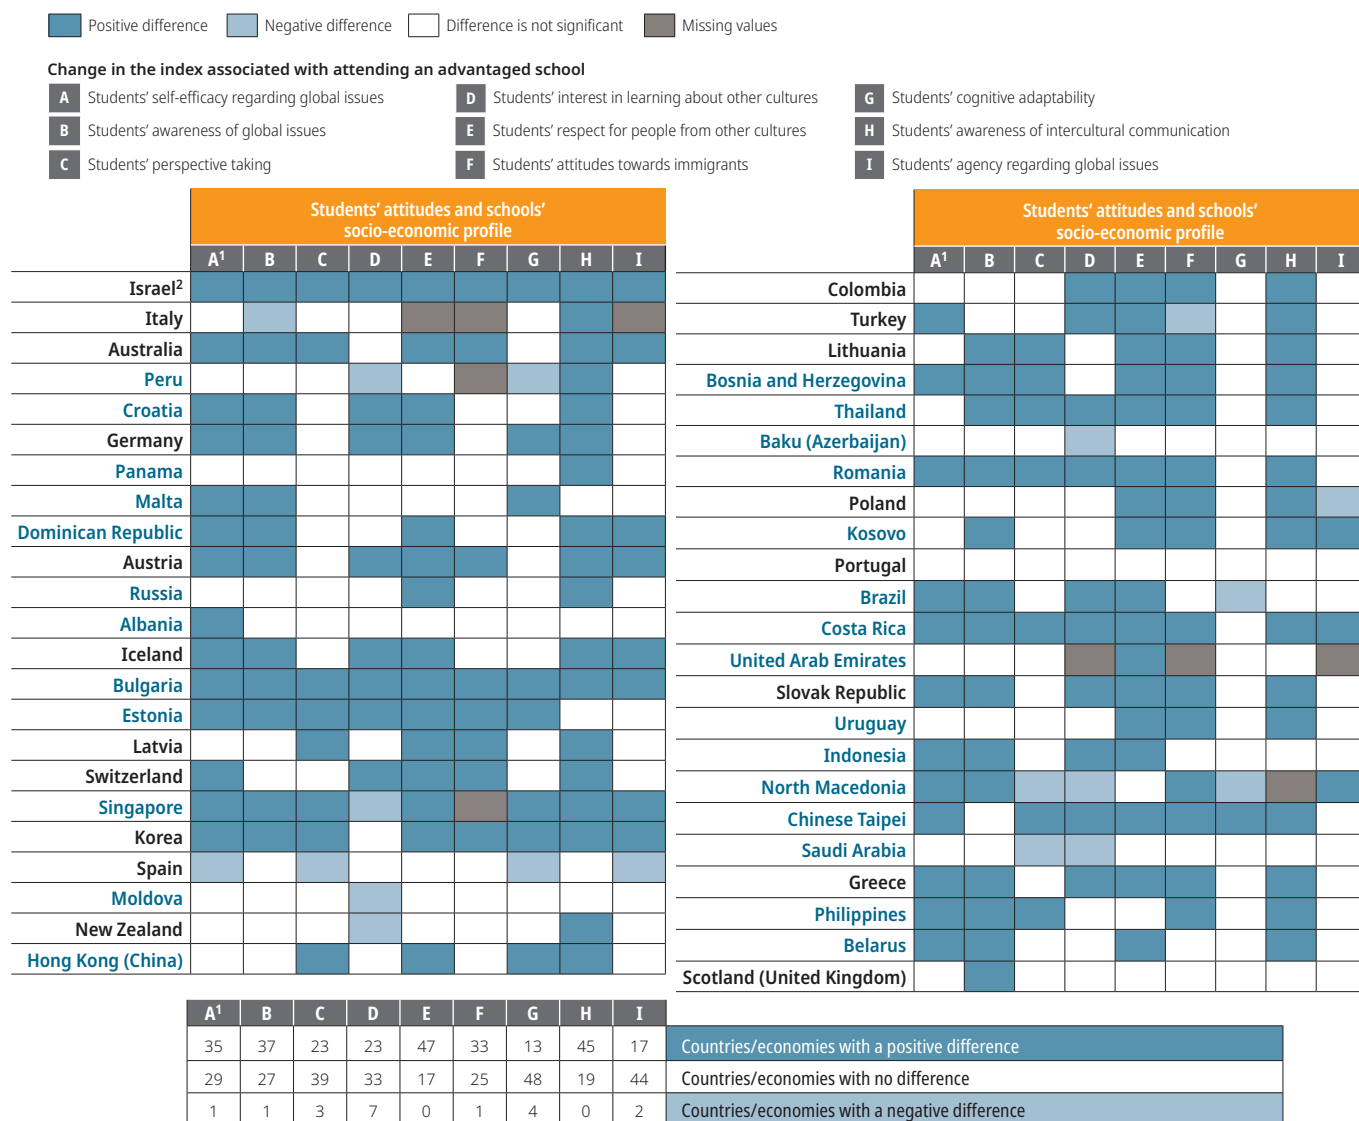 Positive difference Negative difference Difference is not significant Missing values
Change in the index associated with attending an advantaged school
A Students' self-efficacy regarding global issues
B Students' awareness of global issues
C Students' perspective taking
D Students' interest in learning about other cultures
E Students' respect for people from other cultures
F Students' attitudes towards immigrants
G Students' cognitive adaptability
H Students' awareness of intercultural communication
I Students' agency regarding global issues
Students' attitudes and schools'
socio-economic profile
A¹ B C D E F G H I
Israel²
Italy
Australia
Peru
Croatia
Germany
Panama
Malta
Dominican Republic
Austria
Russia
Albania
Iceland
Bulgaria
Estonia
Latvia
Switzerland
Singapore
Korea
Spain
Moldova
New Zealand
Hong Kong (China)
Students' attitudes and schools'
socio-economic profile
A¹ B C D E F G H I
Colombia
Turkey
Lithuania
Bosnia and Herzegovina
Thailand
Baku (Azerbaijan)
Romania
Poland
Kosovo
Portugal
Brazil
Costa Rica
United Arab Emirates
Slovak Republic
Uruguay
Indonesia
North Macedonia
Chinese Taipei
Saudi Arabia
Greece
Philippines
Belarus
Scotland (United Kingdom)
A¹ B C D E F G H I
35 37 23 23 47 33 13 45 17 Countries/economies with a positive difference
29 27 39 33 17 25 48 19 44 Countries/economies with no difference
1 1 3 7 0 1 4 0 2 Countries/economies with a negative difference